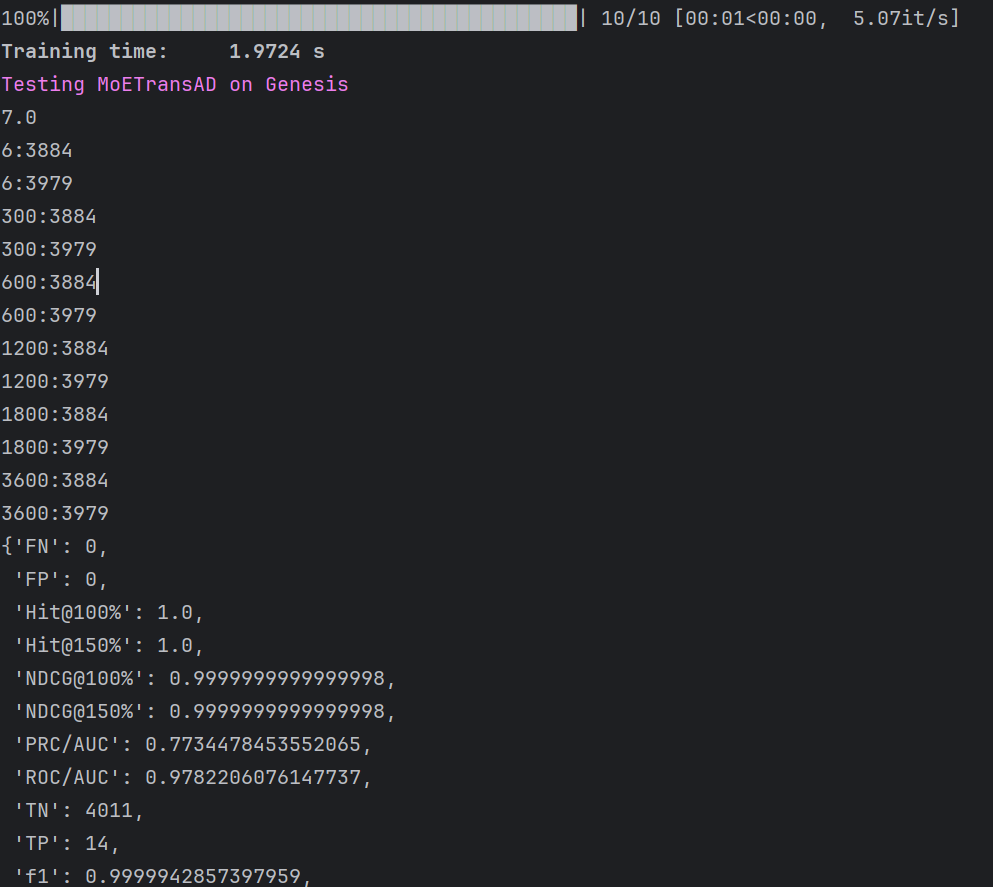 100%|██████████| 10/10 [00:01<00:00,  5.07it/s]
Training time:     1.9724 s
Testing MoETransAD on Genesis
7.0
6:3884
6:3979
300:3884
300:3979
600:3884
600:3979
1200:3884
1200:3979
1800:3884
1800:3979
3600:3884
3600:3979
{'FN': 0,
 'FP': 0,
 'Hit@100%': 1.0,
 'Hit@150%': 1.0,
 'NDCG@100%': 0.9999999999999998,
 'NDCG@150%': 0.9999999999999998,
 'PRC/AUC': 0.7734478453552065,
 'ROC/AUC': 0.9782206076147737,
 'TN': 4011,
 'TP': 14,
 'f1': 0.9999942857397959,